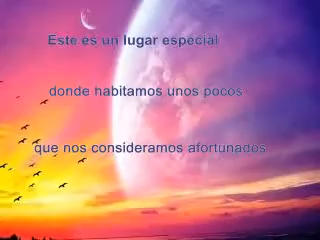 Este es un lugar especial
donde habitamos unos pocos
que nos consideramos afortunados